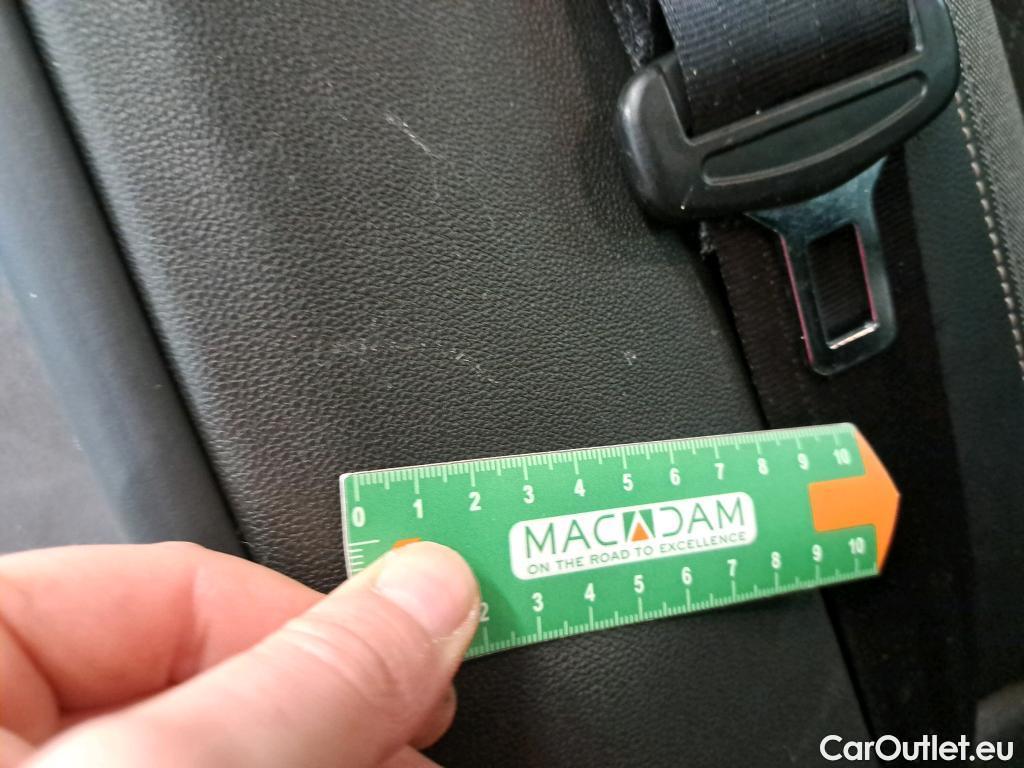 0 1 2 3 4 5 6 7 8 9 10
MACADAM
ON THE ROAD TO EXCELLENCE
2 3 4 5 6 7 8 9 10
CarOutlet.eu